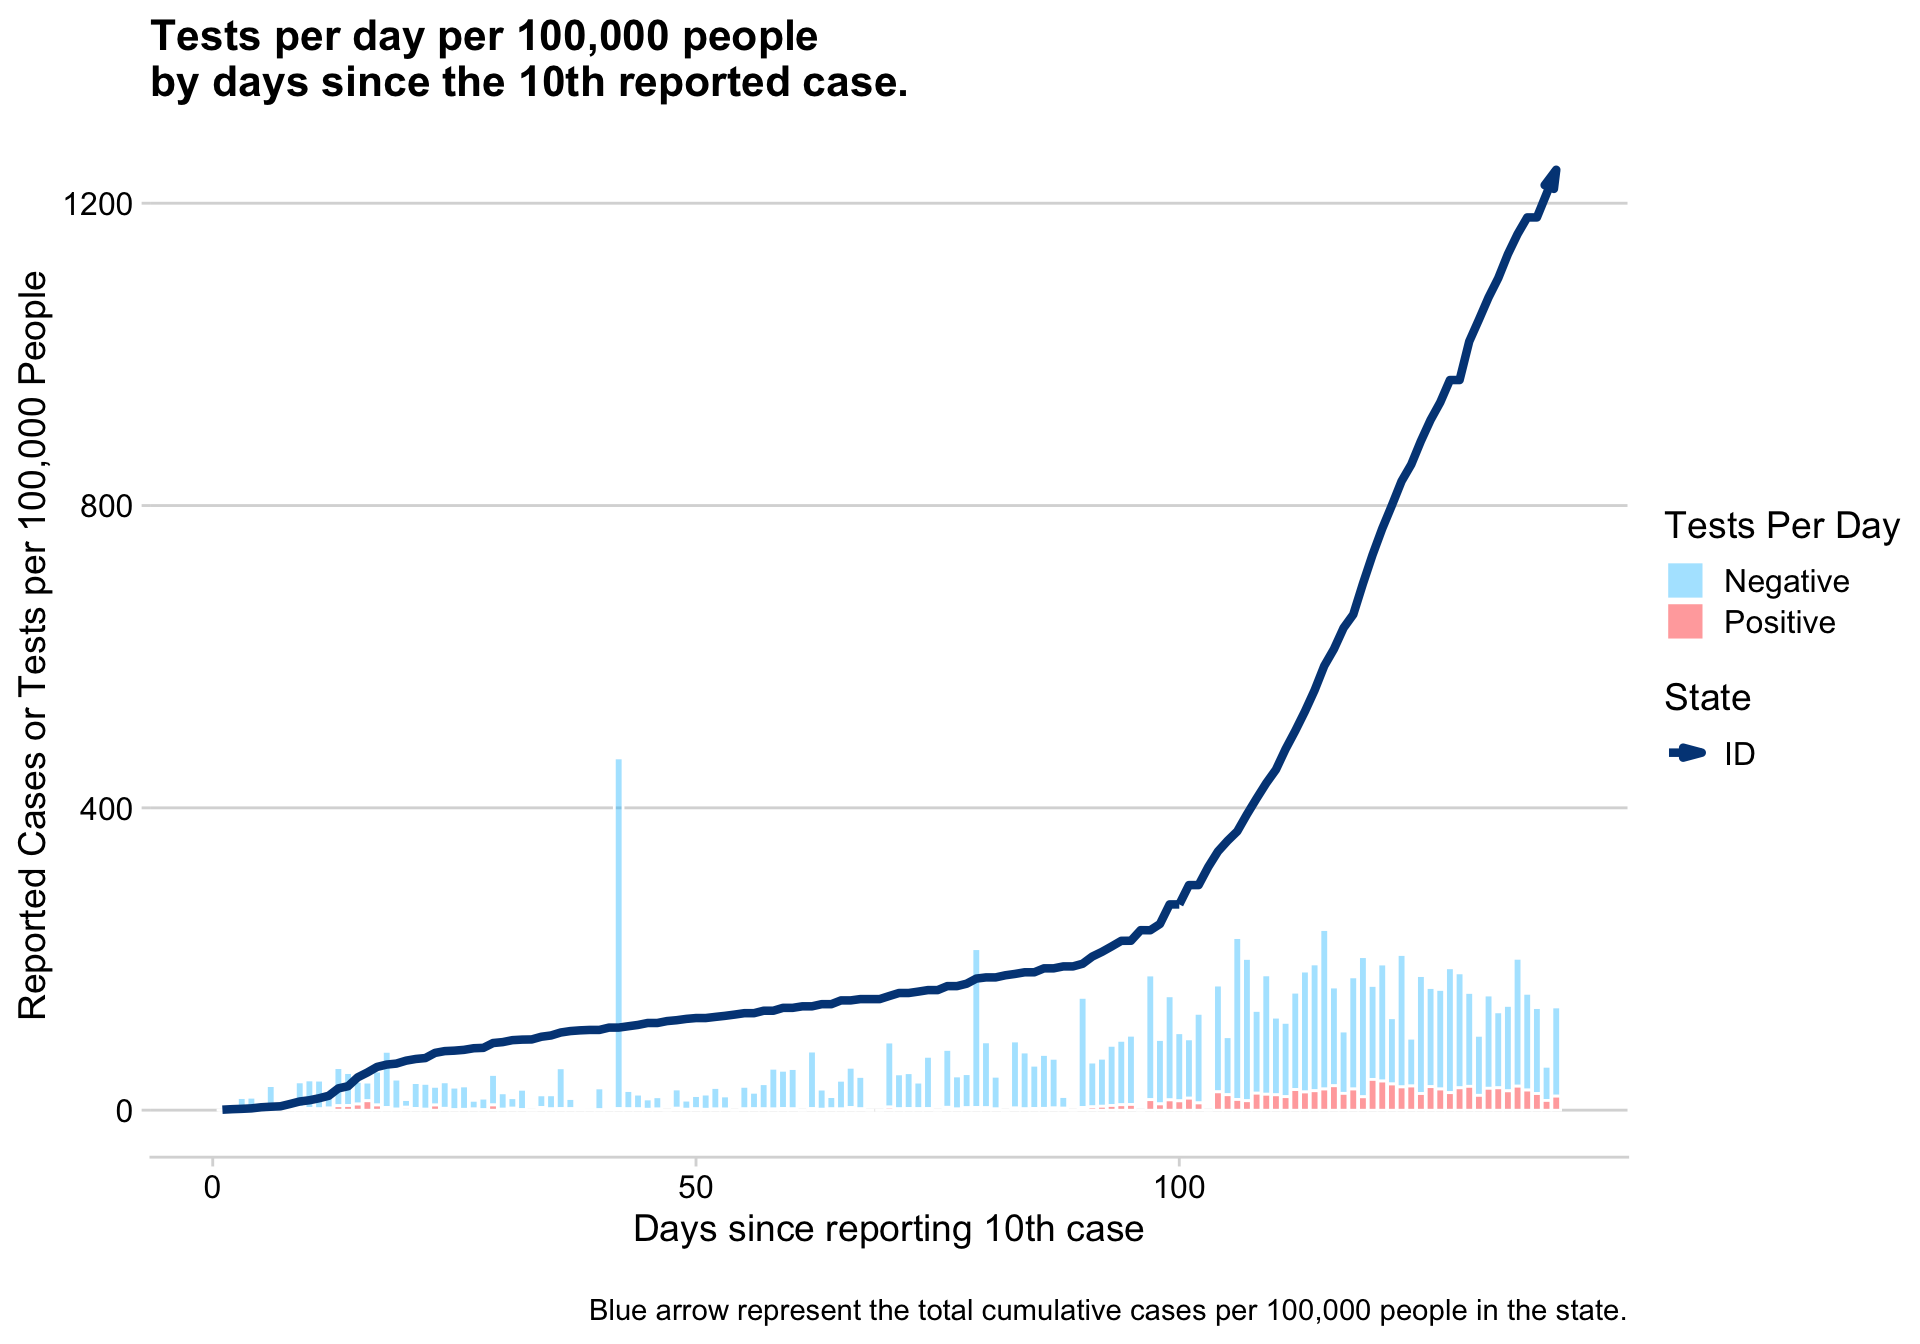 Tests per day per 100,000 people
by days since the 10th reported case.
Reported Cases or Tests per 100,000 People
1200
800
400
0
0
50
100
Days since reporting 10th case
Tests Per Day
Negative
Positive
State
ID
Blue arrow represent the total cumulative cases per 100,000 people in the state.